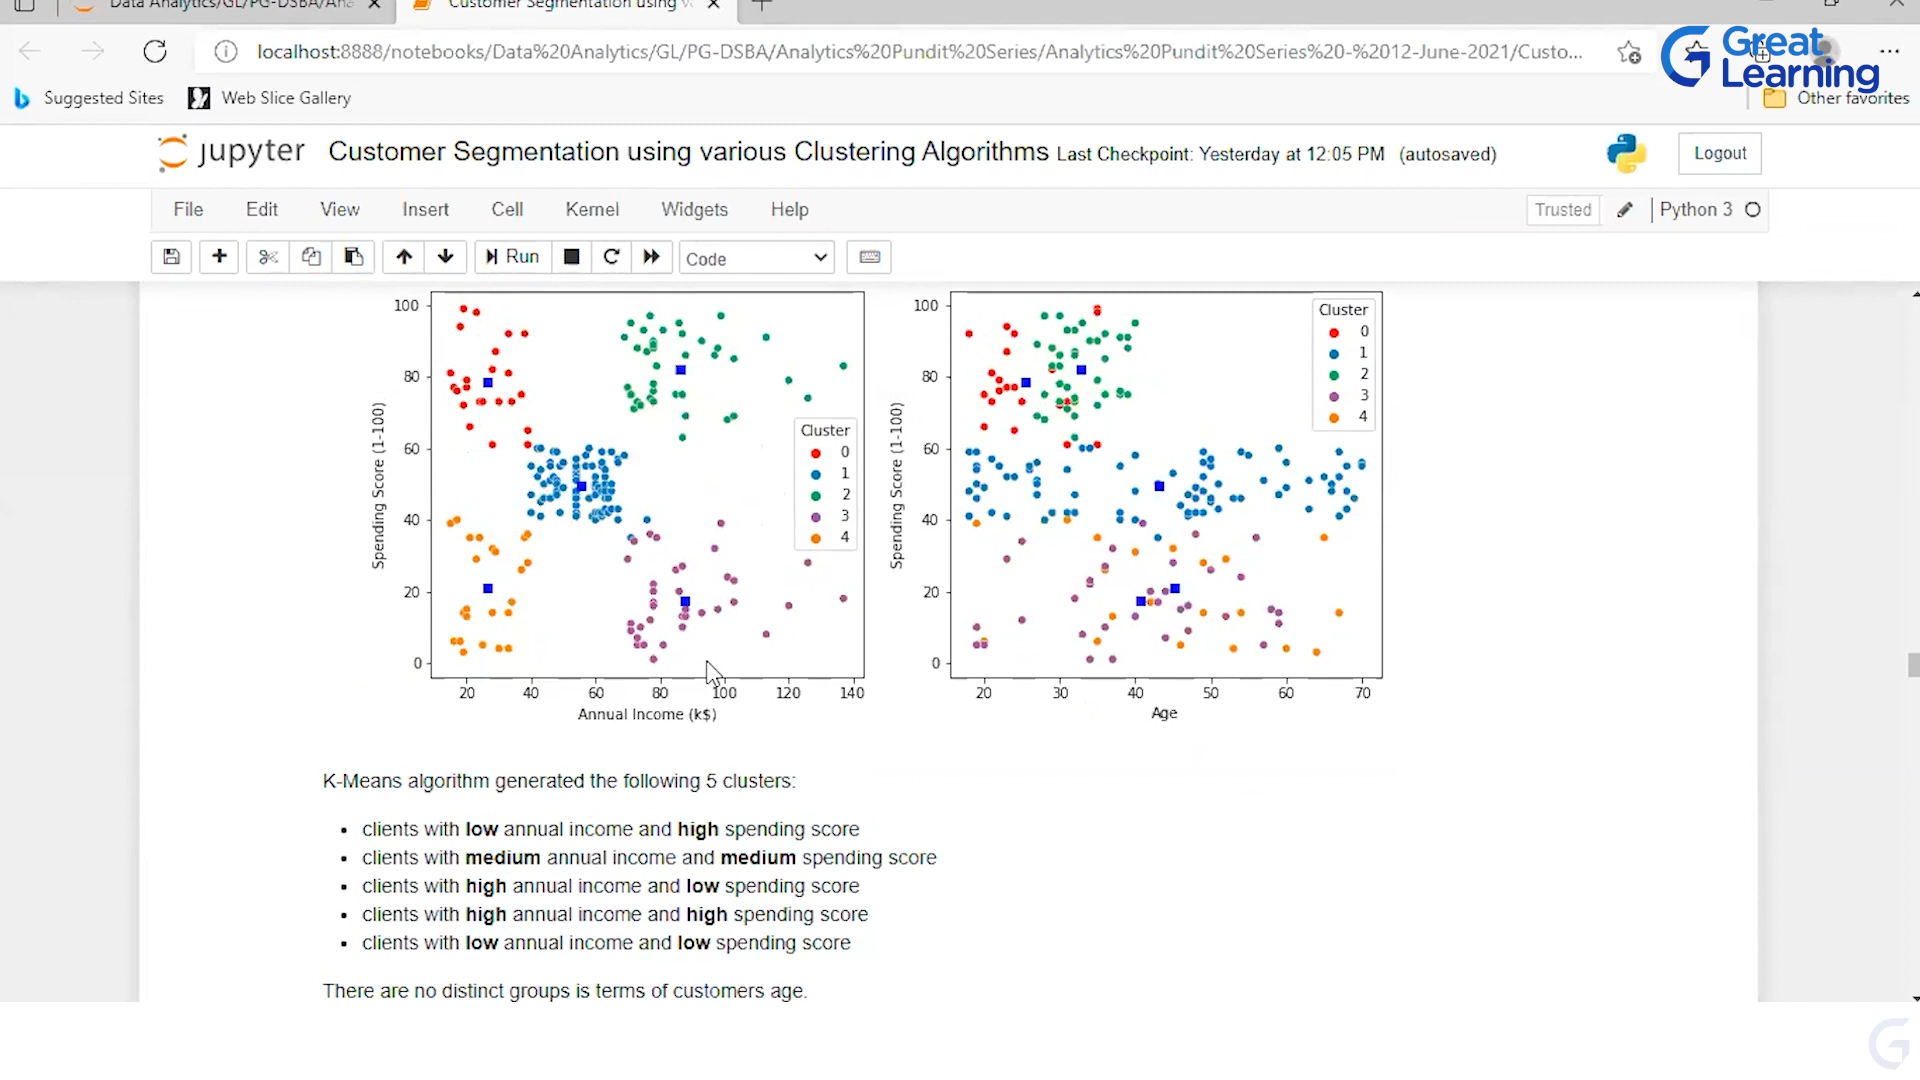 Data Analytics/GL/PG-DSBA/Ana
Customer Segmentation using v
localhost:8888/notebooks/Data%20Analytics/GL/PG-DSBA/Analytics%20Pundit%20Series/Analytics%20Pundit%20Series%20-%2012-June-2021/Custo...
Great
Learning
Suggested Sites
Web Slice Gallery
Other favorites
jupyter Customer Segmentation using various Clustering Algorithms Last Checkpoint: Yesterday at 12:05 PM (autosaved)
Logout
File Edit View Insert Cell Kernel Widgets Help
Trusted
Python 3
Run
Code
100
80
60
40
20
0
Spending Score (1-100)
20 40 60 80 100 120 140
Annual Income (k$)
Cluster
0
1
2
3
4
100
80
60
40
20
0
Spending Score (1-100)
20 30 40 50 60 70
Age
Cluster
0
1
2
3
4
K-Means algorithm generated the following 5 clusters:
• clients with low annual income and high spending score
• clients with medium annual income and medium spending score
• clients with high annual income and low spending score
• clients with high annual income and high spending score
• clients with low annual income and low spending score
There are no distinct groups is terms of customers age.